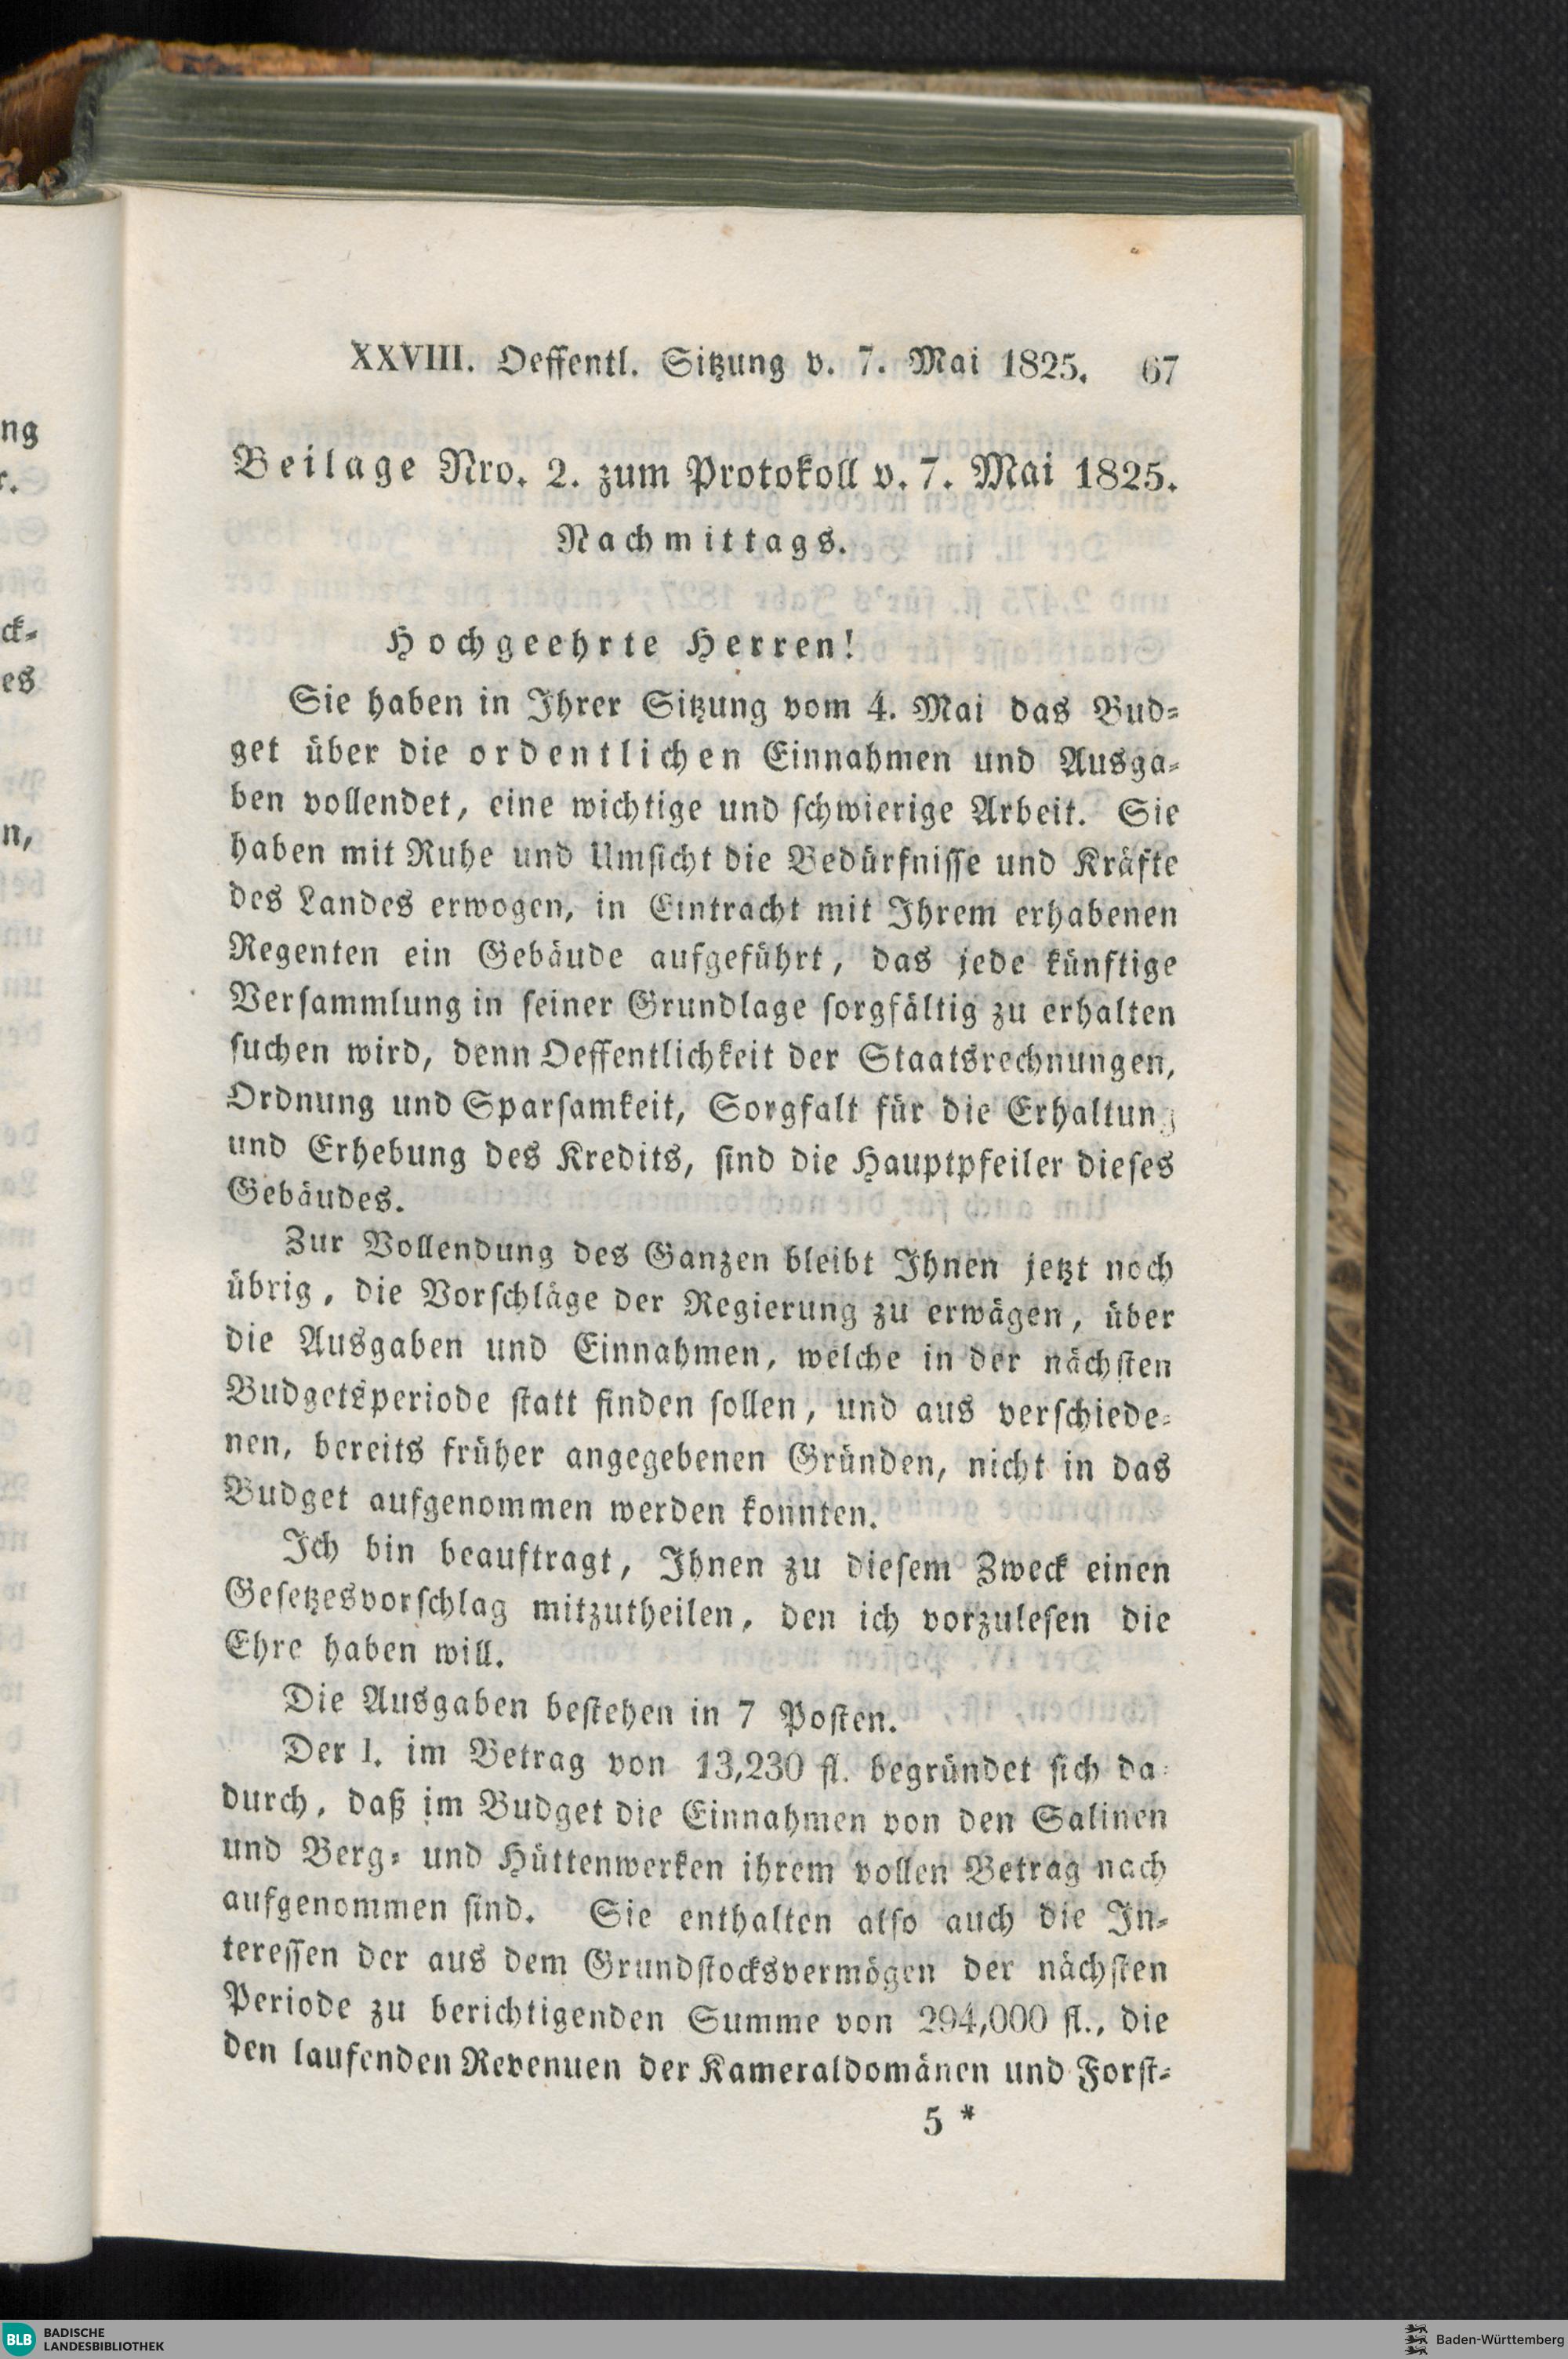 XXVIII. Oeffentl. Sitzung v. 7. Mai 1825. 67
Beilage Nro. 2. zum Protokoll v. 7. Mai 1825.
Nachmittags.
Hochgeehrte Herren!
Sie haben in Ihrer Sitzung vom 4. Mai das Bud-
get über die ordentlichen Einnahmen und Ausga-
ben vollendet, eine wichtige und schwierige Arbeit. Sie
haben mit Ruhe und Umsicht die Bedürfnisse und Kräfte
des Landes erwogen, in Eintracht mit Ihrem erhabenen
Regenten ein Gebäude aufgeführt, das jede künftige
Versammlung in seiner Grundlage sorgfältig zu erhalten
suchen wird, denn Oeffentlichkeit der Staatsrechnungen,
Ordnung und Sparsamkeit, Sorgfalt für die Erhaltung
und Erhebung des Kredits, sind die Hauptpfeiler dieses
Gebäudes.
Zur Vollendung des Ganzen bleibt Ihnen jetzt noch
übrig, die Vorschläge der Regierung zu erwägen, über
die Ausgaben und Einnahmen, welche in der nächsten
Budgetsperiode statt finden sollen, und aus verschiede-
nen, bereits früher angegebenen Gründen, nicht in das
Budget aufgenommen werden konnten.
Ich bin beauftragt, Ihnen zu diesem Zweck einen
Gesetzesvorschlag mitzutheilen, den ich vorzulesen die
Ehre haben will.
Die Ausgaben bestehen in 7 Posten.
Der I. im Betrag von 13,230 fl. begründet sich da-
durch, daß im Budget die Einnahmen von den Salinen
und Berg- und Hüttenwerken ihrem vollen Betrag nach
aufgenommen sind. Sie enthalten also auch die In-
teressen der aus dem Grundstocksvermögen der nächsten
Periode zu berichtigenden Summe von 294,000 fl., die
den laufenden Revenuen der Kameraldomänen und Forst-
5 *
ng
r.
ck-
es
n,
BLB BADISCHE
LANDESBIBLIOTHEK
Baden-Württemberg